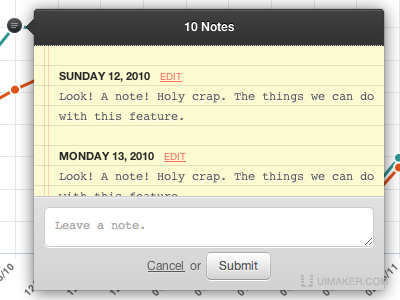 10 Notes
SUNDAY 12, 2010 EDIT
Look! A note! Holy crap. The things we can do
with this feature.
MONDAY 13, 2010 EDIT
Look! A note! Holy crap. The things we can do
with this feature.
Leave a note.
Cancel or Submit
UIMAKER.COM